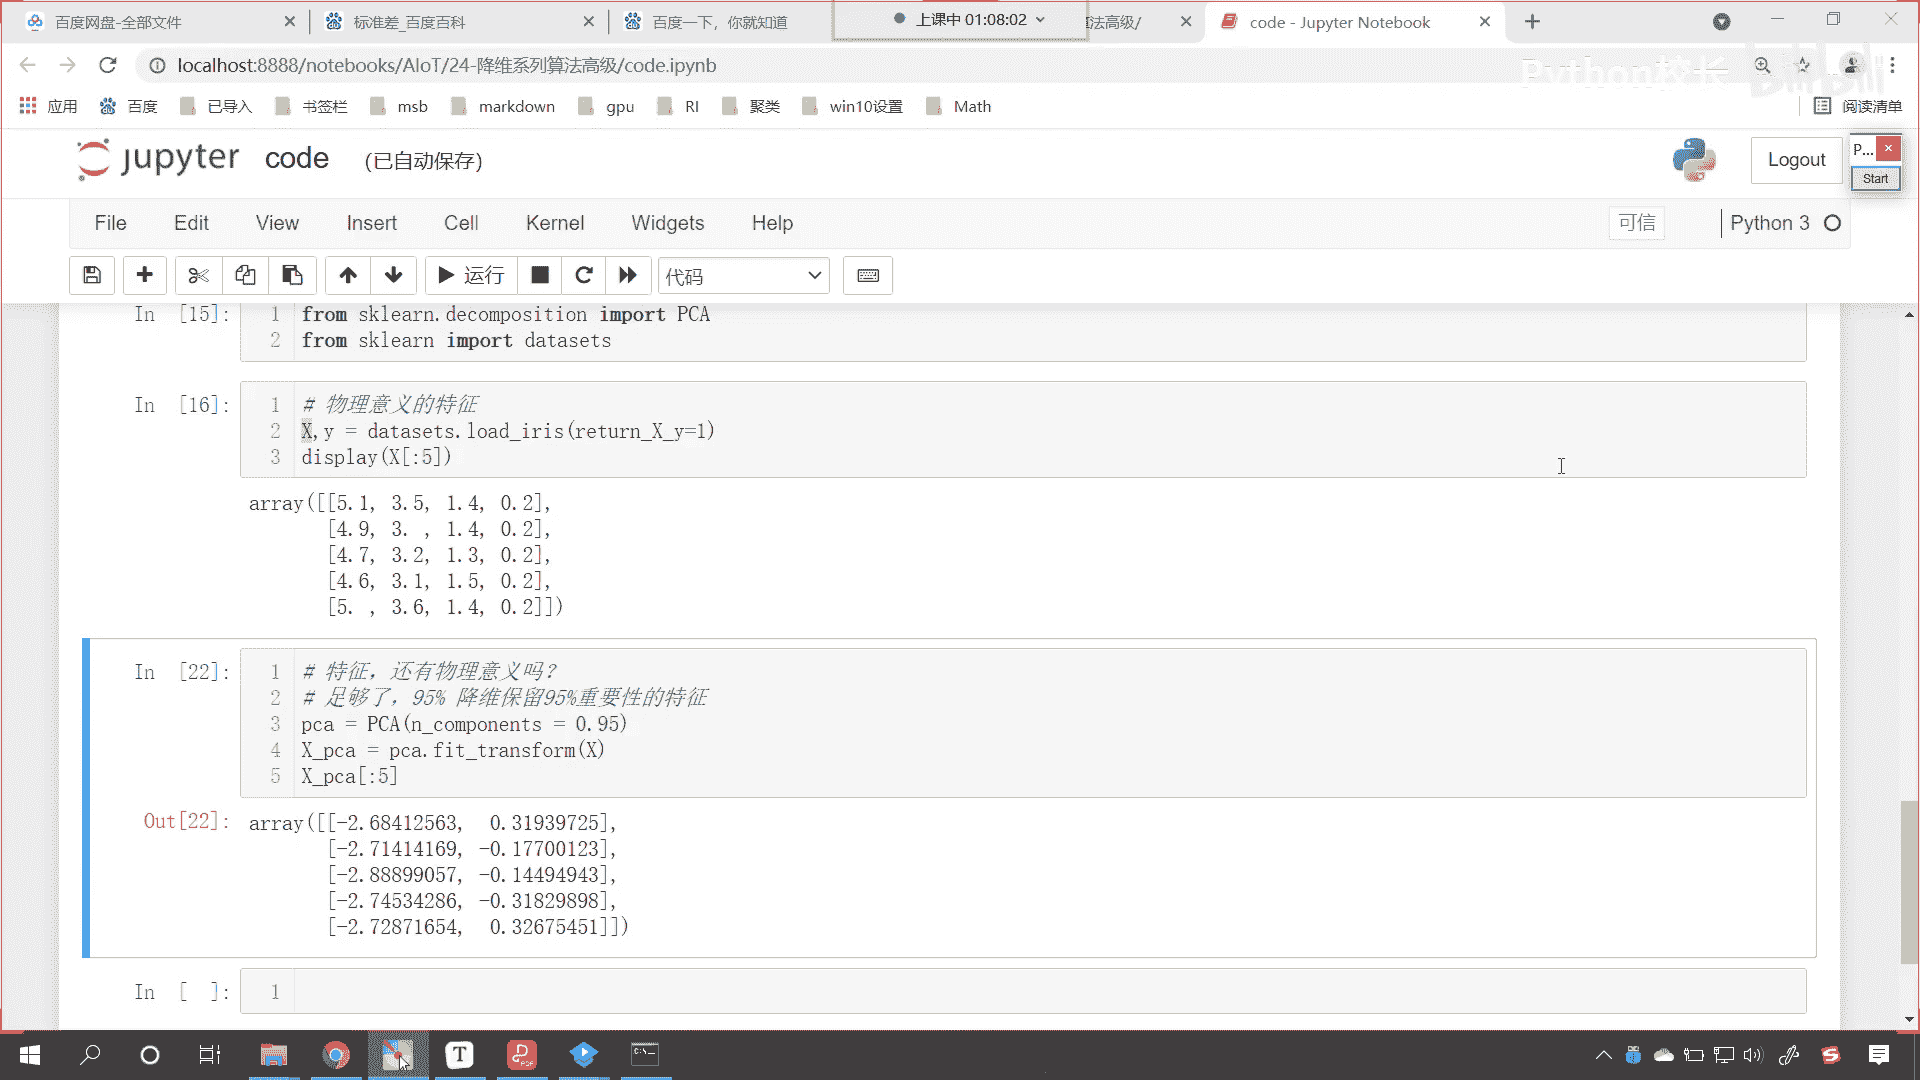 百度网盘-全部文件
标准差_百度百科
百度一下，你就知道
上课中 01:08:02
算法高级/
code - Jupyter Notebook
localhost:8888/notebooks/AIoT/24-降维系列算法高级/code.ipynb
Python校长
bilibili
应用
百度
已导入
书签栏
msb
markdown
gpu
RI
聚类
win10设置
Math
阅读清单
jupyter code (已自动保存)
Logout
P...
Start
File Edit View Insert Cell Kernel Widgets Help
可信
Python 3
运行
代码
In [15]:
1 from sklearn.decomposition import PCA
2 from sklearn import datasets
In [16]:
1 # 物理意义的特征
2 X,y = datasets.load_iris(return_X_y=1)
3 display(X[:5])
array([[5.1, 3.5, 1.4, 0.2],
[4.9, 3. , 1.4, 0.2],
[4.7, 3.2, 1.3, 0.2],
[4.6, 3.1, 1.5, 0.2],
[5. , 3.6, 1.4, 0.2]])
In [22]:
1 # 特征，还有物理意义吗？
2 # 足够了，95% 降维保留95%重要性的特征
3 pca = PCA(n_components = 0.95)
4 X_pca = pca.fit_transform(X)
5 X_pca[:5]
Out[22]:
array([[-2.68412563, 0.31939725],
[-2.71414169, -0.17700123],
[-2.88899057, -0.14494943],
[-2.74534286, -0.31829898],
[-2.72871654, 0.32675451]])
In [ ]:
1